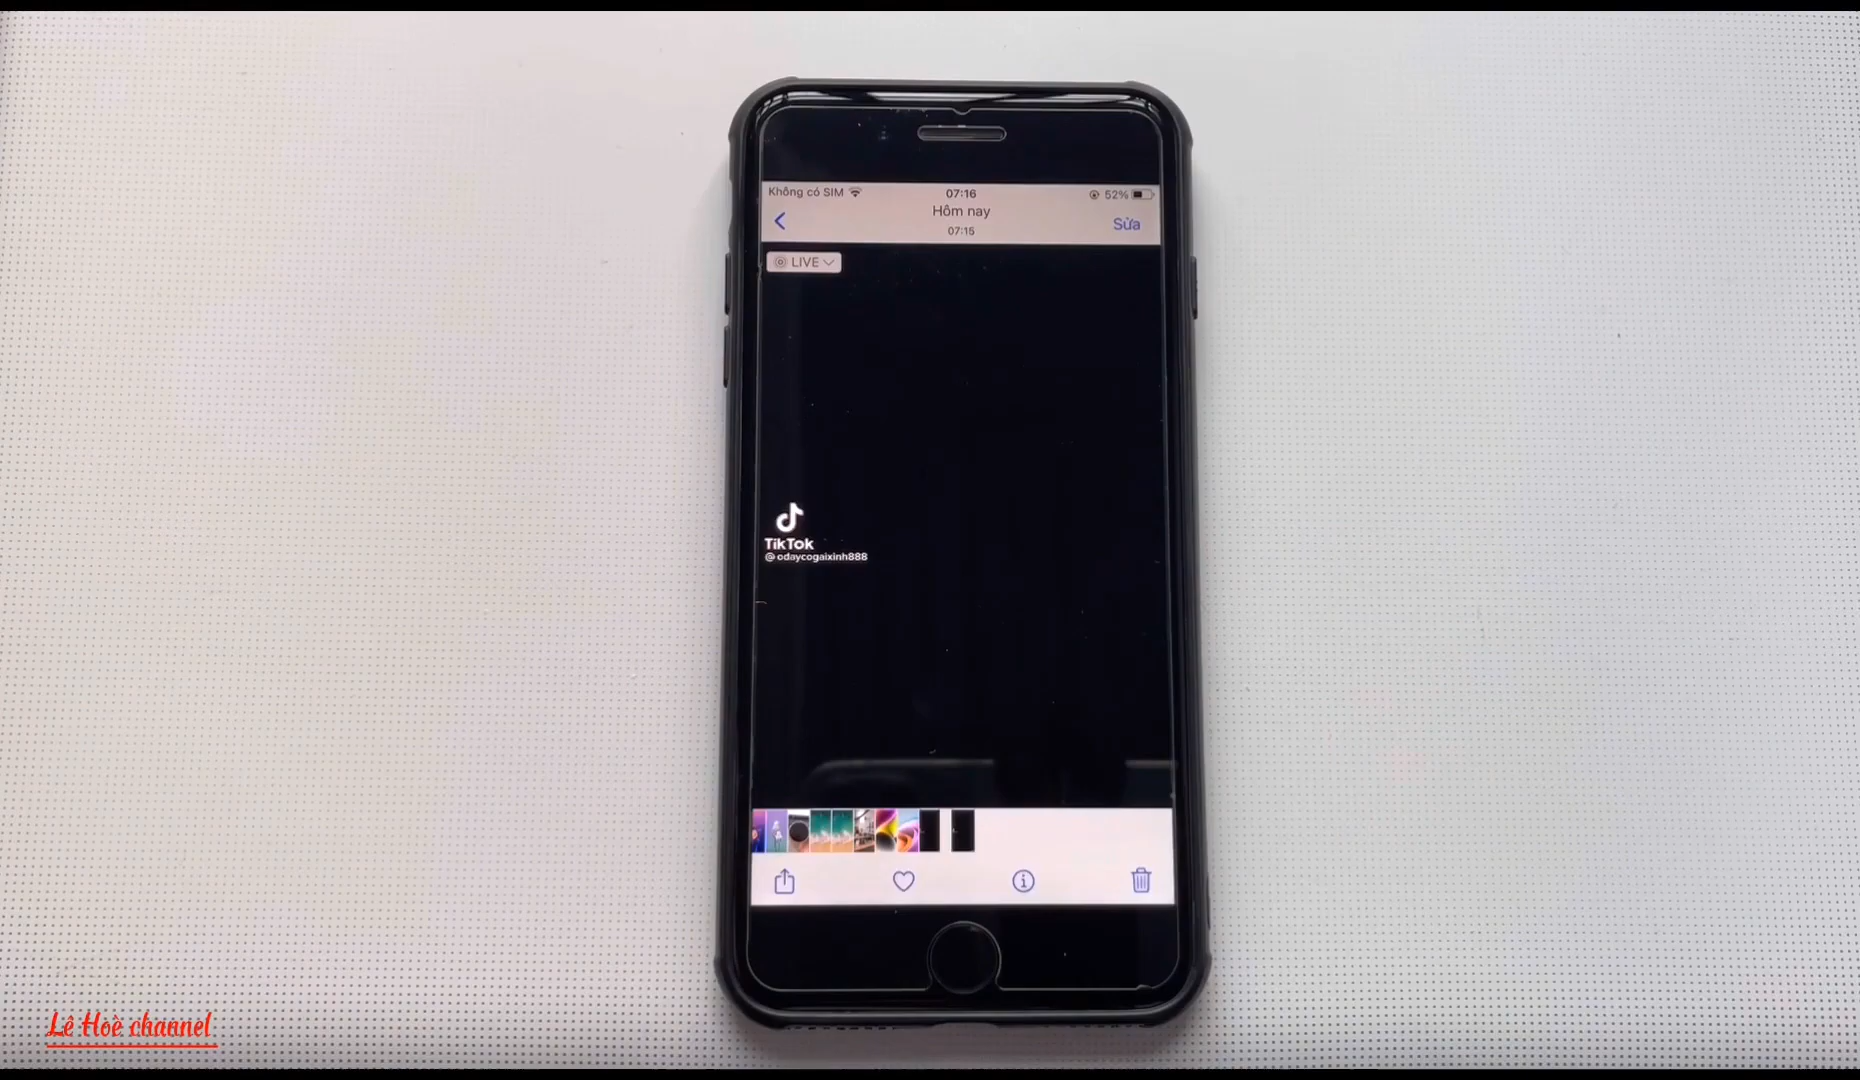 Không có SIM
07:16
52%
Hôm nay
07:15
Sửa
LIVE
TikTok
@odaycogaixinh888
Lê Hoè channel